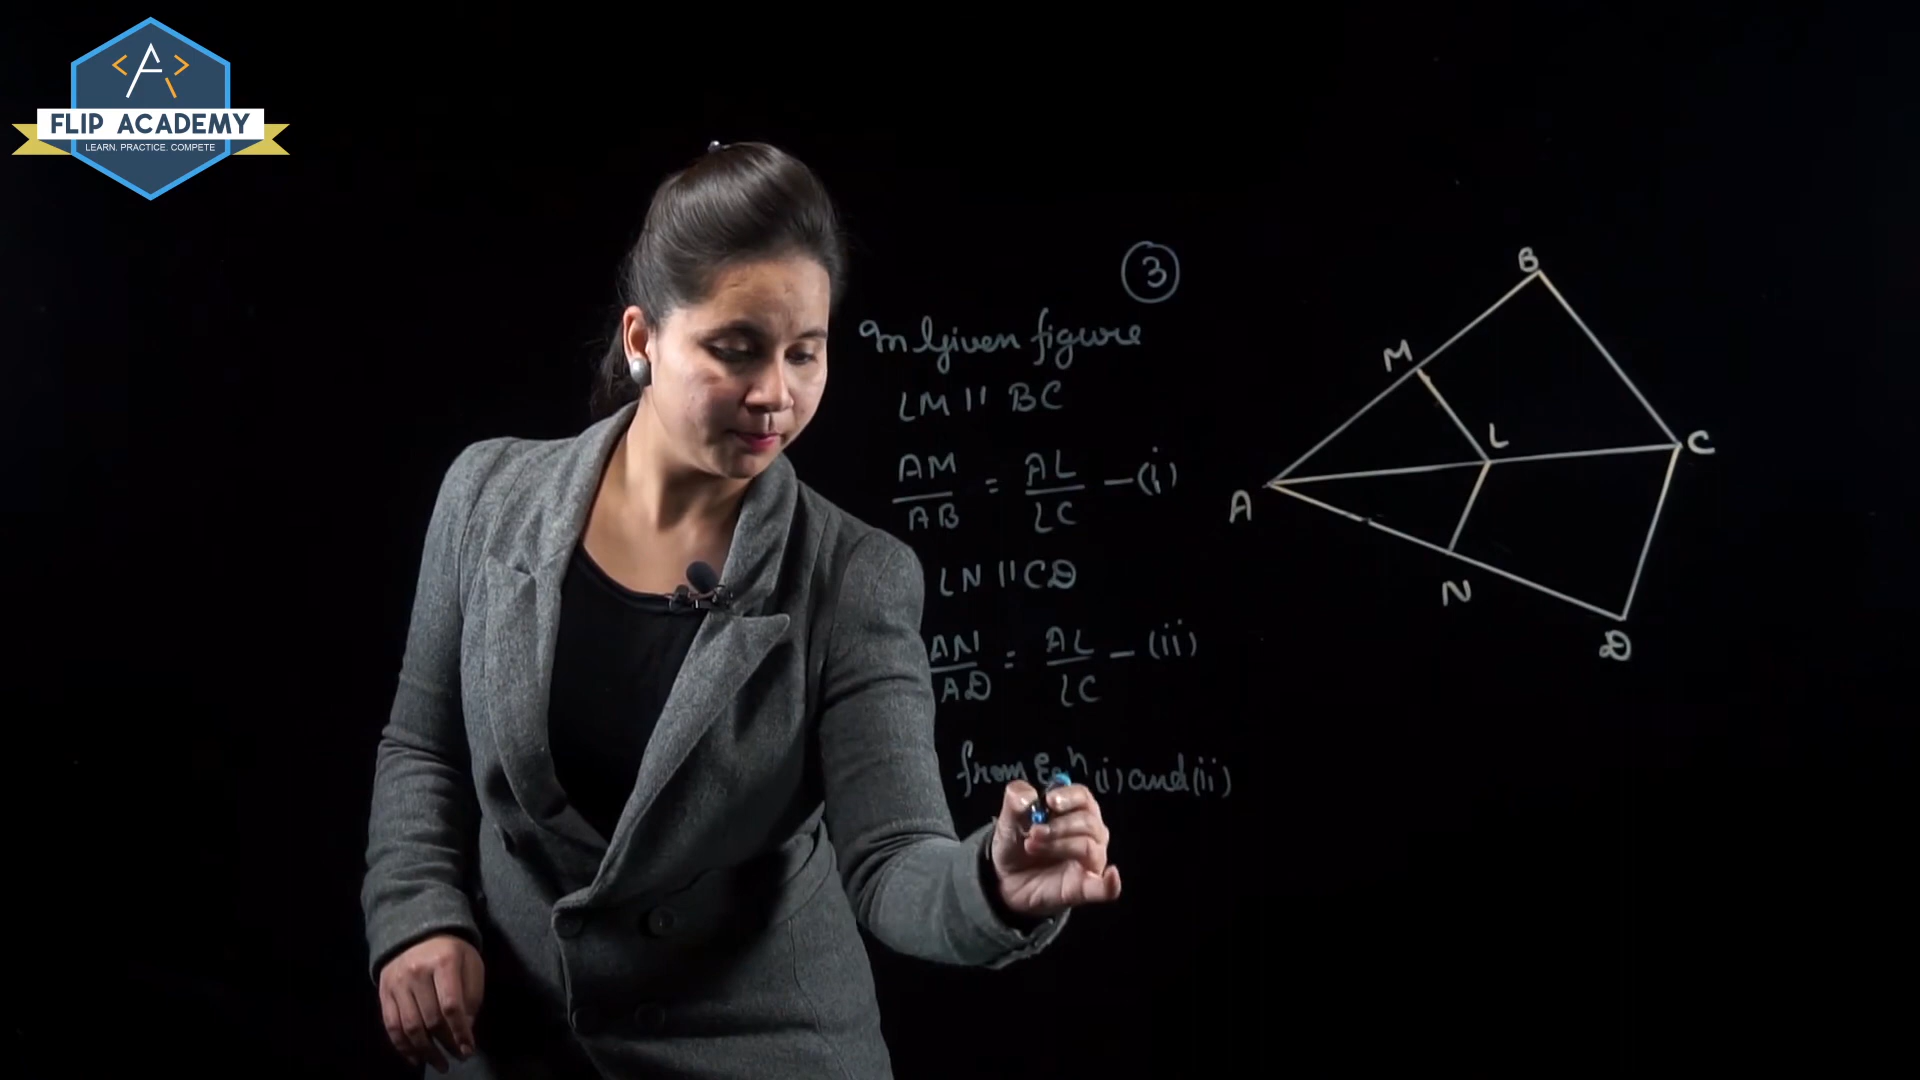 FLIP ACADEMY
LEARN. PRACTICE. COMPETE
3
In Given figure
LM || BC
AM/AB = AL/LC — (i)
LN || CD
AN/AD = AL/LC — (ii)
from Eqn (i) and (ii)
B
M
L
C
A
N
D